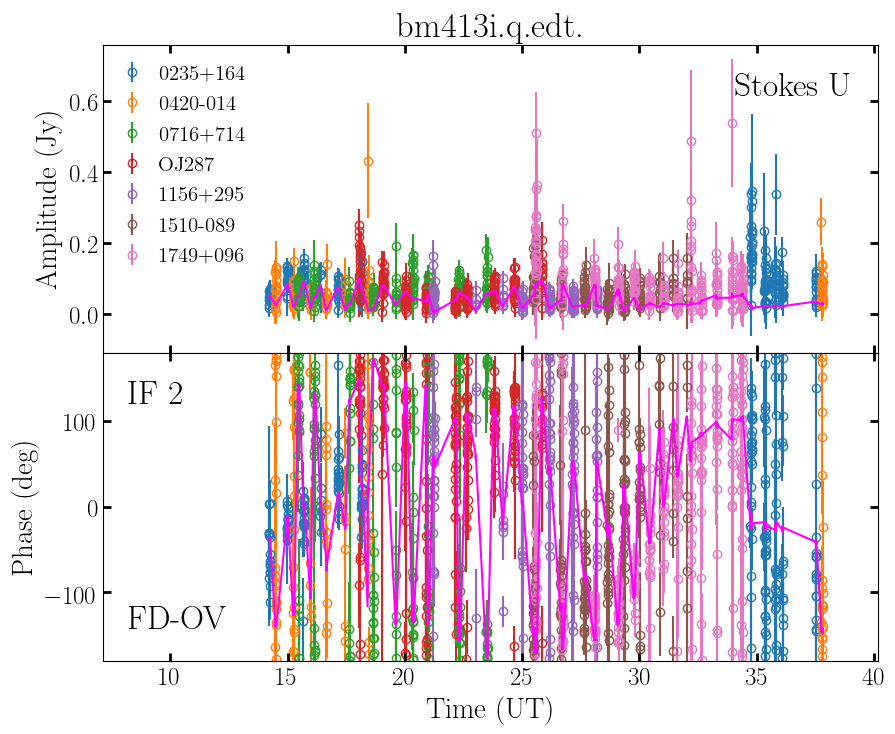 bm413i.q.edt.
Stokes U
0235+164
0420-014
0716+714
OJ287
1156+295
1510-089
1749+096
Amplitude (Jy)
0.6
0.4
0.2
0.0
IF 2
FD-OV
Phase (deg)
100
0
−100
10 15 20 25 30 35 40
Time (UT)